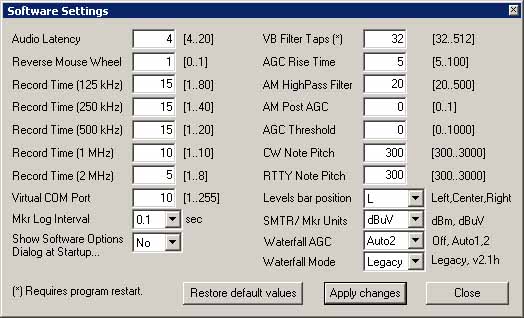 Software Settings
Audio Latency 4 [4..20] VB Filter Taps (*) 32 [32..512]
Reverse Mouse Wheel 1 [0..1] AGC Rise Time 5 [5..100]
Record Time (125 kHz) 15 [1..80] AM HighPass Filter 20 [20..500]
Record Time (250 kHz) 15 [1..40] AM Post AGC 0 [0..1]
Record Time (500 kHz) 15 [1..20] AGC Threshold 0 [0..1000]
Record Time (1 MHz) 10 [1..10] CW Note Pitch 300 [300..3000]
Record Time (2 MHz) 5 [1..8] RTTY Note Pitch 300 [300..3000]
Virtual COM Port 10 [1..255] Levels bar position L Left,Center,Right
Mkr Log Interval 0.1 sec SMTR/ Mkr Units dBuV dBm, dBuV
Show Software Options
Dialog at Startup... No Waterfall AGC Auto2 Off, Auto1,2
Waterfall Mode Legacy Legacy, v2.1h
(*) Requires program restart. Restore default values Apply changes Close